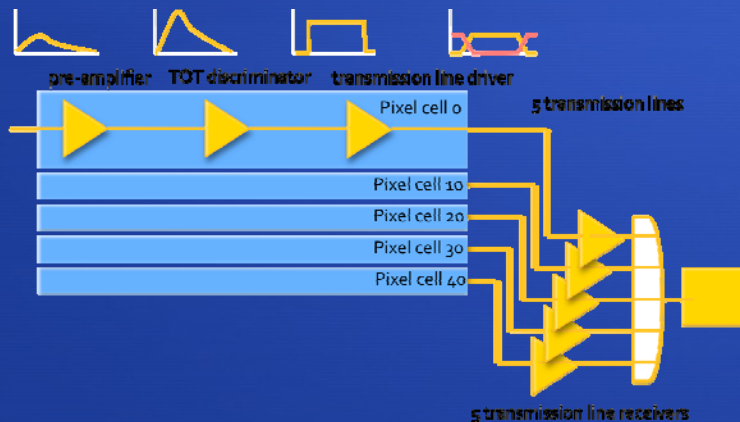 pre-amplifier TOT discriminator transmission line driver
Pixel cell 0
5 transmission lines
Pixel cell 10
Pixel cell 20
Pixel cell 30
Pixel cell 40
5 transmission line receivers